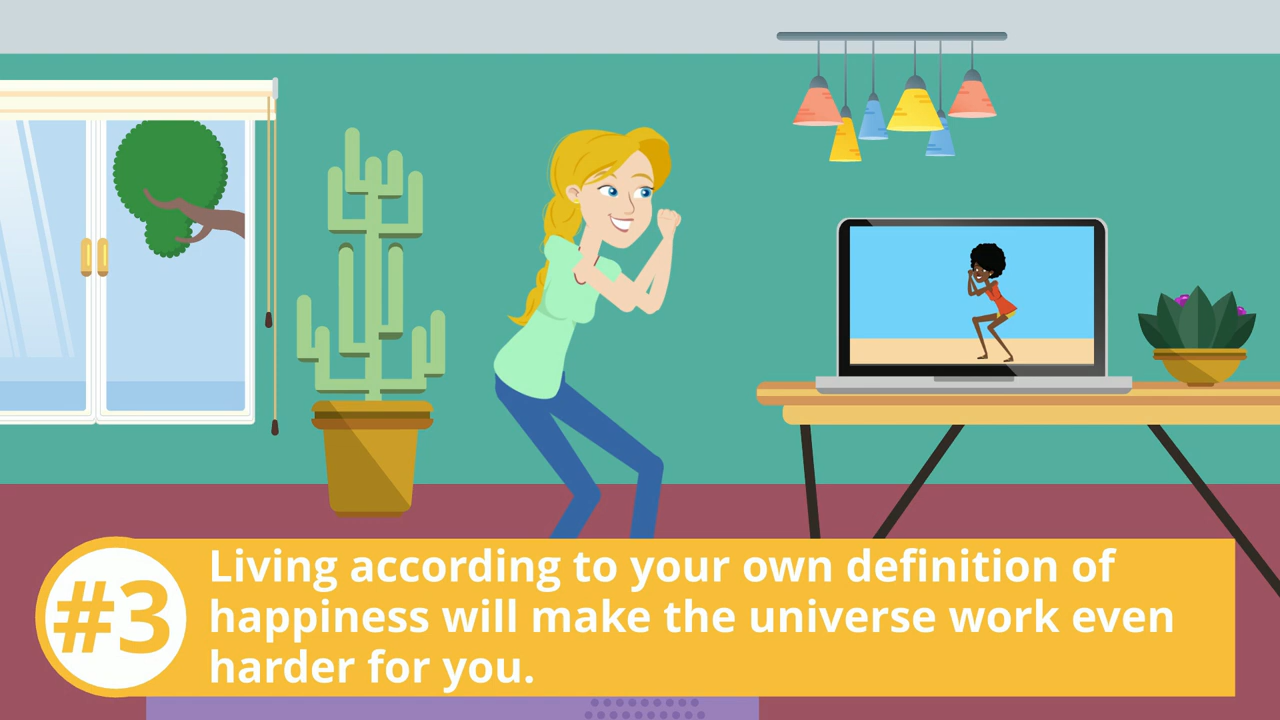 #3
Living according to your own definition of
happiness will make the universe work even
harder for you.